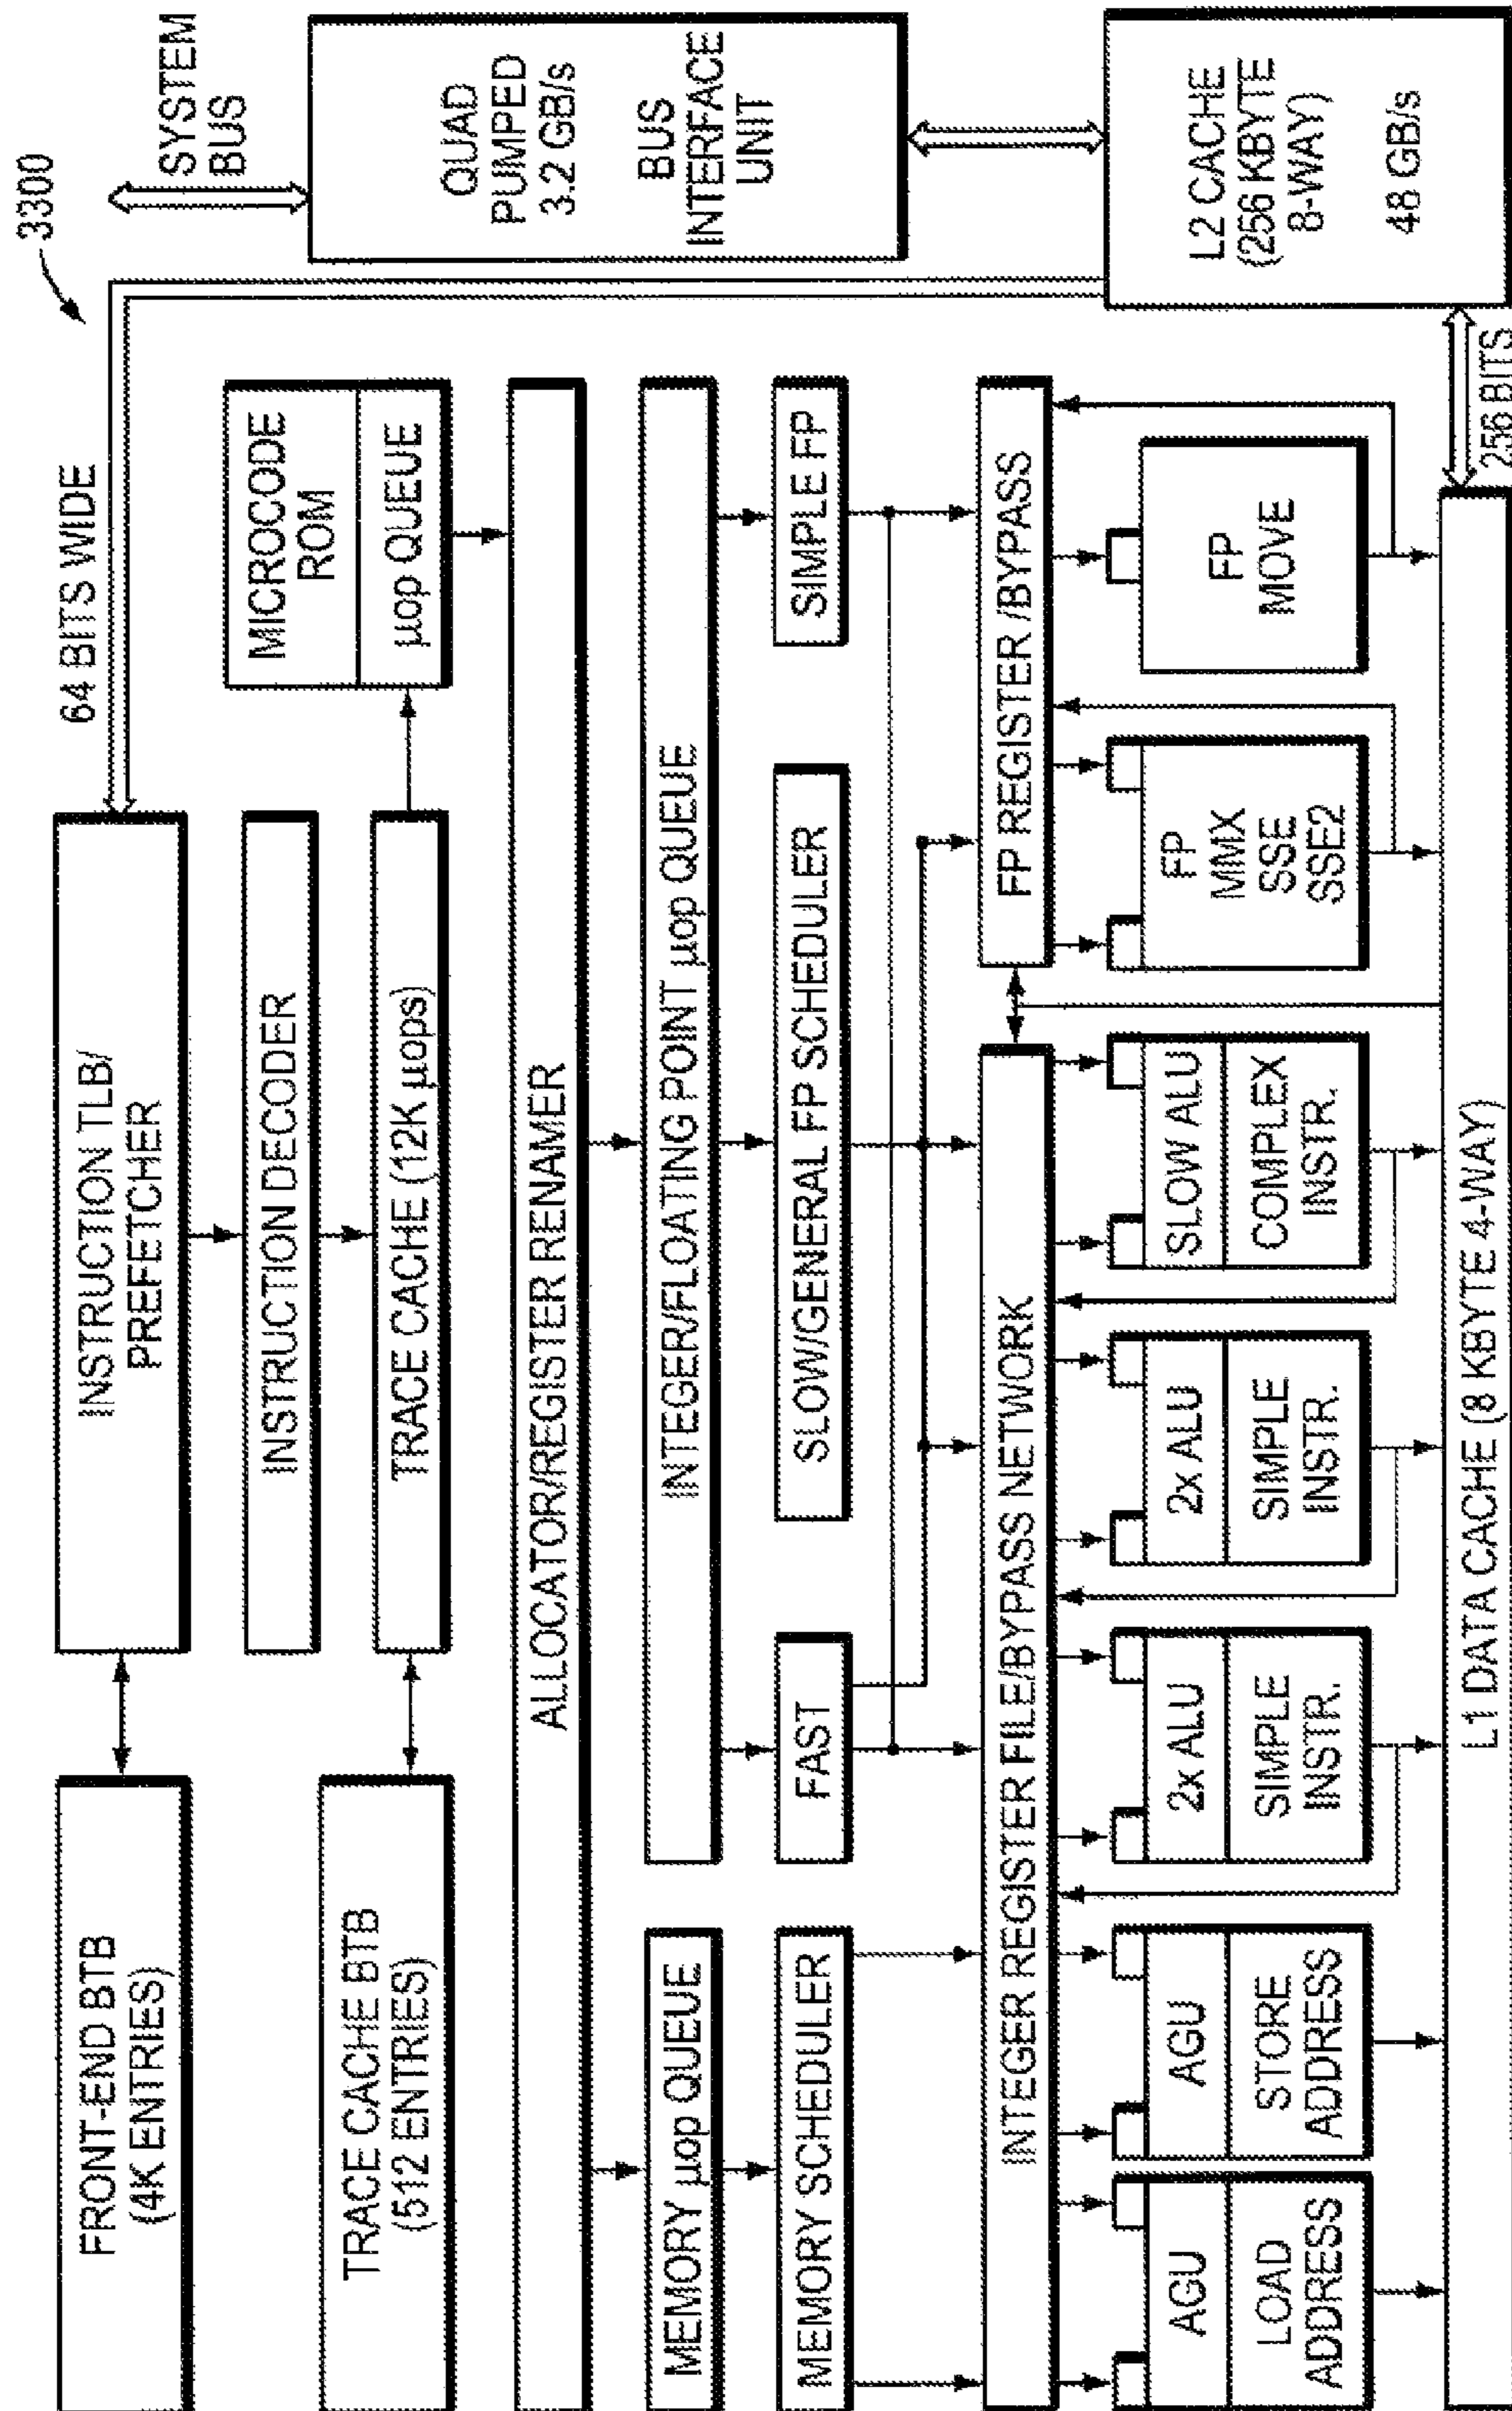 3300
64 BITS WIDE
SYSTEM
BUS
FRONT-END BTB
(4K ENTRIES)
INSTRUCTION TLB/
PREFETCHER
QUAD
PUMPED
3.2 GB/s
BUS
INTERFACE
UNIT
INSTRUCTION DECODER
MICROCODE
ROM
TRACE CACHE BTB
(512 ENTRIES)
TRACE CACHE (12K µops)
µop QUEUE
ALLOCATOR/REGISTER RENAMER
MEMORY µop QUEUE
INTEGER/FLOATING POINT µop QUEUE
MEMORY SCHEDULER
FAST
SLOW/GENERAL FP SCHEDULER
SIMPLE FP
INTEGER REGISTER FILE/BYPASS NETWORK
FP REGISTER /BYPASS
AGU
LOAD
ADDRESS
AGU
STORE
ADDRESS
2x ALU
SIMPLE
INSTR.
2x ALU
SIMPLE
INSTR.
SLOW ALU
COMPLEX
INSTR.
FP
MMX
SSE
SSE2
FP
MOVE
L2 CACHE
(256 KBYTE
8-WAY)
48 GB/s
L1 DATA CACHE (8 KBYTE 4-WAY)
256 BITS